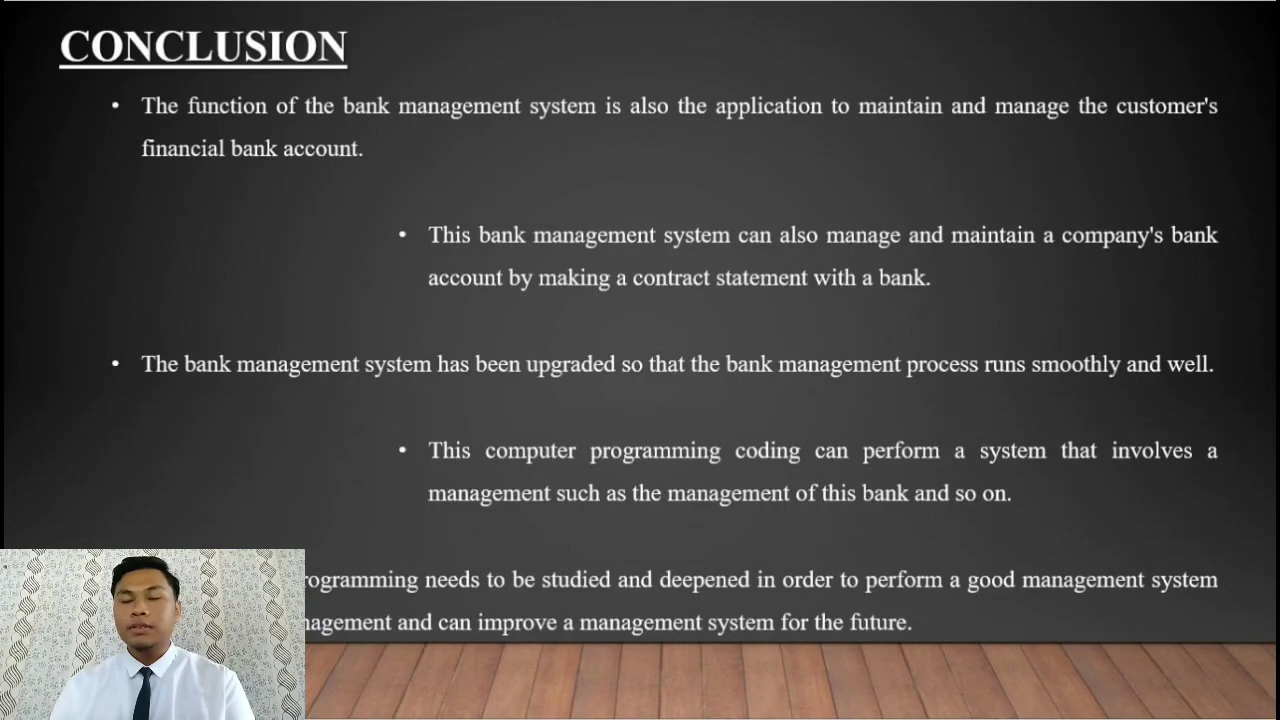 CONCLUSION
• The function of the bank management system is also the application to maintain and manage the customer's
financial bank account.
• This bank management system can also manage and maintain a company's bank
account by making a contract statement with a bank.
• The bank management system has been upgraded so that the bank management process runs smoothly and well.
• This computer programming coding can perform a system that involves a
management such as the management of this bank and so on.
rogramming needs to be studied and deepened in order to perform a good management system
nagement and can improve a management system for the future.